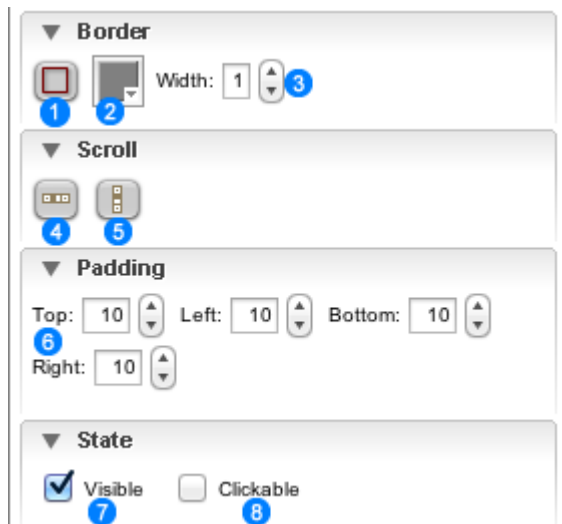 Border
Width: 1 3
1 2
Scroll
4 5
Padding
Top: 10 Left: 10 Bottom: 10
6
Right: 10
State
Visible Clickable
7 8